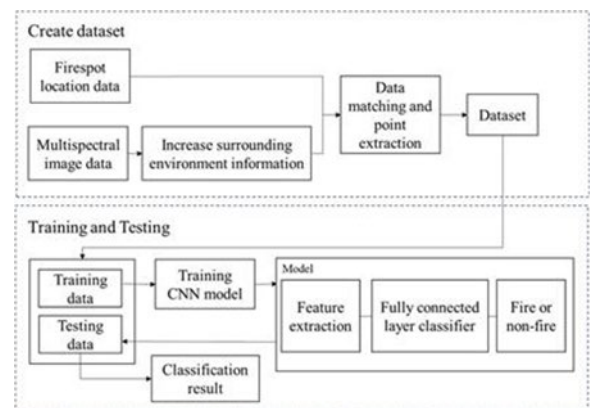 Create dataset
Firespot
location data
Multispectral
image data
Increase surrounding
environment information
Data
matching and
point
extraction
Dataset
Training and Testing
Training
data
Testing
data
Training
CNN model
Classification
result
Model
Feature
extraction
Fully connected
layer classifier
Fire or
non-fire